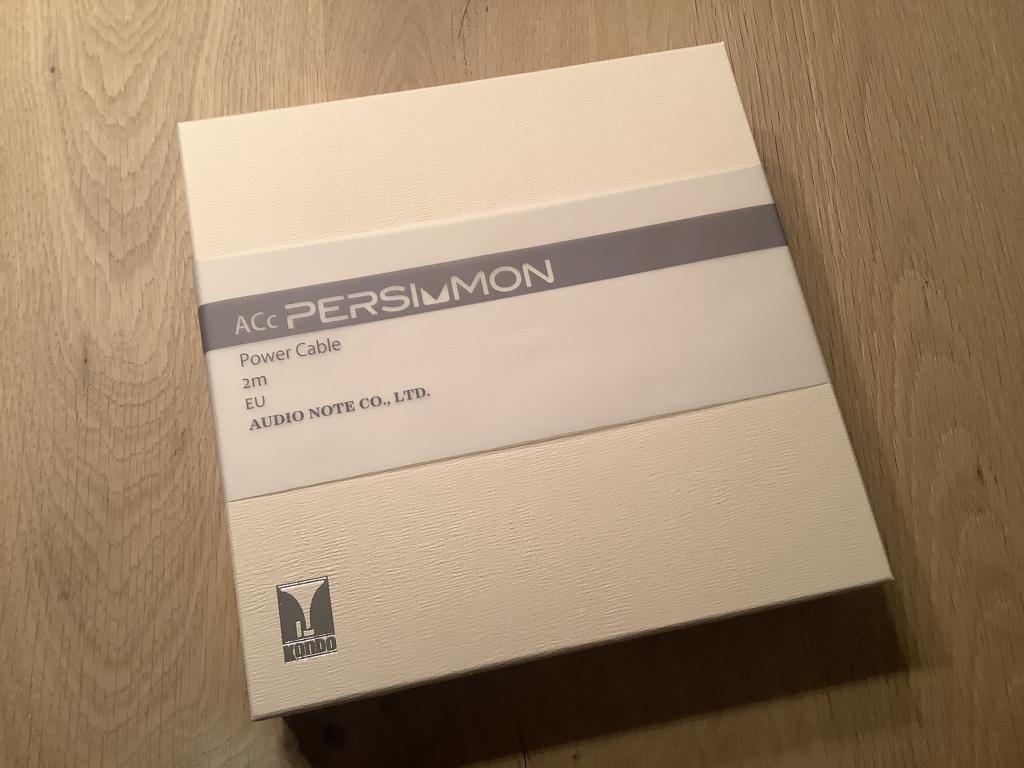 ACc PERSIMMON
Power Cable
2m
EU
AUDIO NOTE CO., LTD.
KONDO